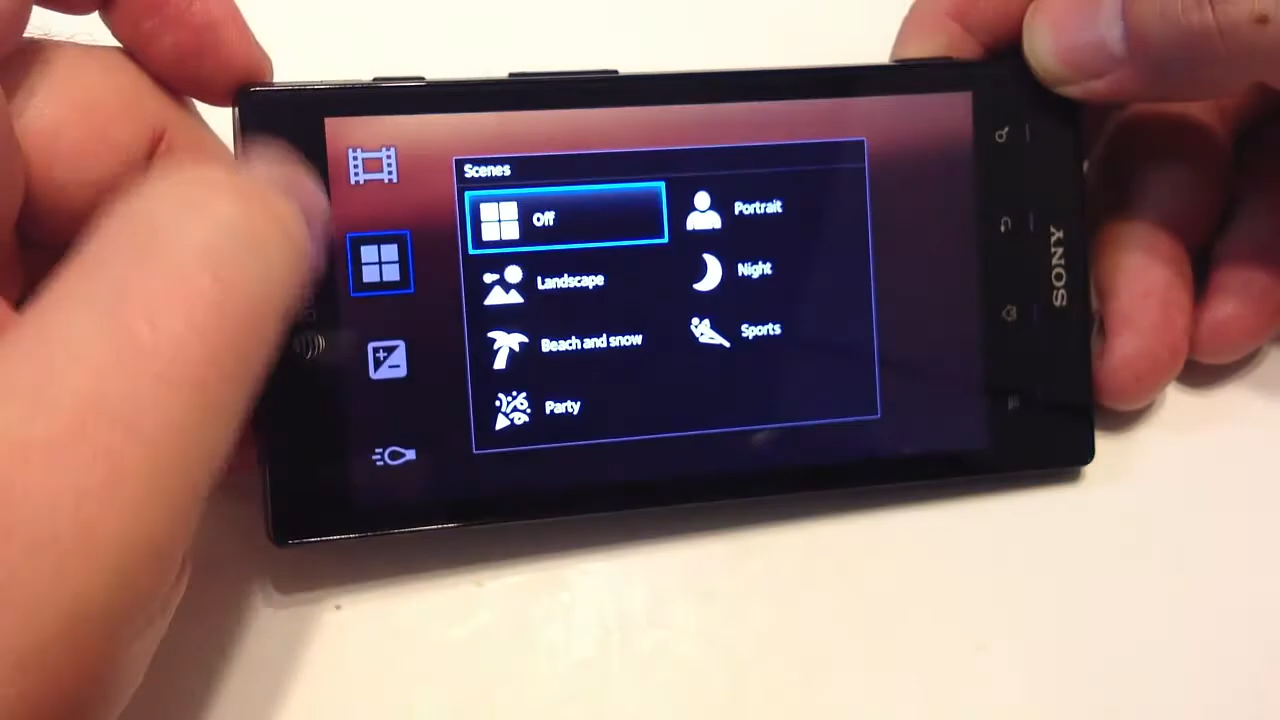 Scenes
Off
Portrait
Landscape
Night
Beach and snow
Sports
Party
SONY